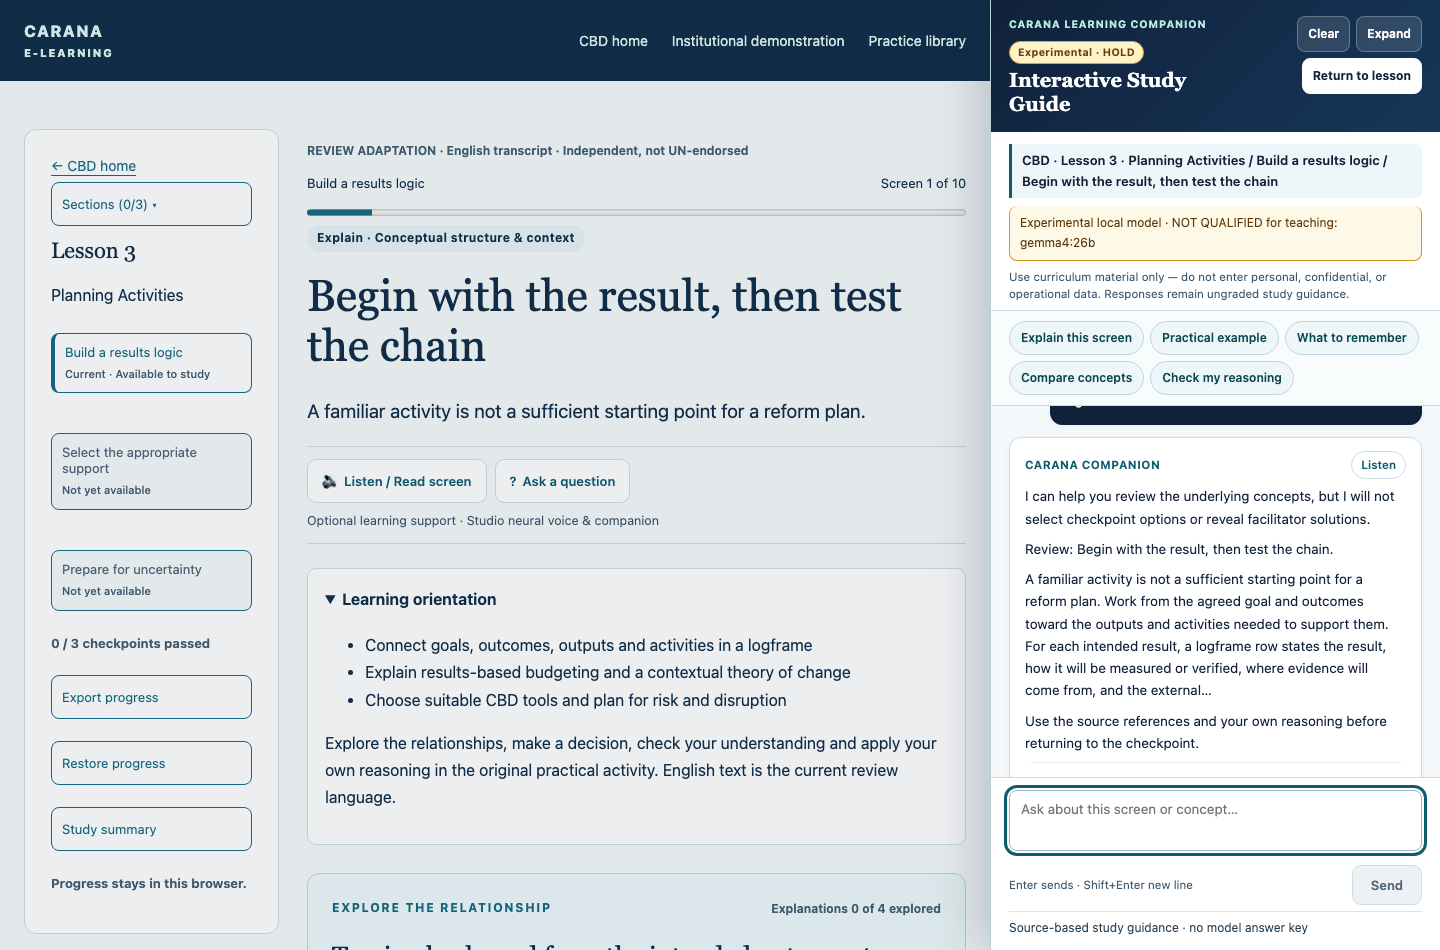 CARANA
E-LEARNING
CBD home
Institutional demonstration
Practice library
← CBD home
Sections (0/3) ▾
Lesson 3
Planning Activities
Build a results logic
Current · Available to study
Select the appropriate
support
Not yet available
Prepare for uncertainty
Not yet available
0 / 3 checkpoints passed
Export progress
Restore progress
Study summary
Progress stays in this browser.
REVIEW ADAPTATION · English transcript · Independent, not UN-endorsed
Build a results logic
Screen 1 of 10
Explain · Conceptual structure & context
Begin with the result, then test
the chain
A familiar activity is not a sufficient starting point for a reform plan.
Listen / Read screen
? Ask a question
Optional learning support · Studio neural voice & companion
▼ Learning orientation
• Connect goals, outcomes, outputs and activities in a logframe
• Explain results-based budgeting and a contextual theory of change
• Choose suitable CBD tools and plan for risk and disruption
Explore the relationships, make a decision, check your understanding and apply your
own reasoning in the original practical activity. English text is the current review
language.
EXPLORE THE RELATIONSHIP
Explanations 0 of 4 explored
CARANA LEARNING COMPANION
Experimental · HOLD
Interactive Study
Guide
Clear
Expand
Return to lesson
CBD · Lesson 3 · Planning Activities / Build a results logic /
Begin with the result, then test the chain
Experimental local model · NOT QUALIFIED for teaching:
gemma4:26b
Use curriculum material only — do not enter personal, confidential, or
operational data. Responses remain ungraded study guidance.
Explain this screen
Practical example
What to remember
Compare concepts
Check my reasoning
CARANA COMPANION
Listen
I can help you review the underlying concepts, but I will not
select checkpoint options or reveal facilitator solutions.
Review: Begin with the result, then test the chain.
A familiar activity is not a sufficient starting point for a
reform plan. Work from the agreed goal and outcomes
toward the outputs and activities needed to support them.
For each intended result, a logframe row states the result,
how it will be measured or verified, where evidence will
come from, and the external…
Use the source references and your own reasoning before
returning to the checkpoint.
Ask about this screen or concept...
Enter sends · Shift+Enter new line
Send
Source-based study guidance · no model answer key